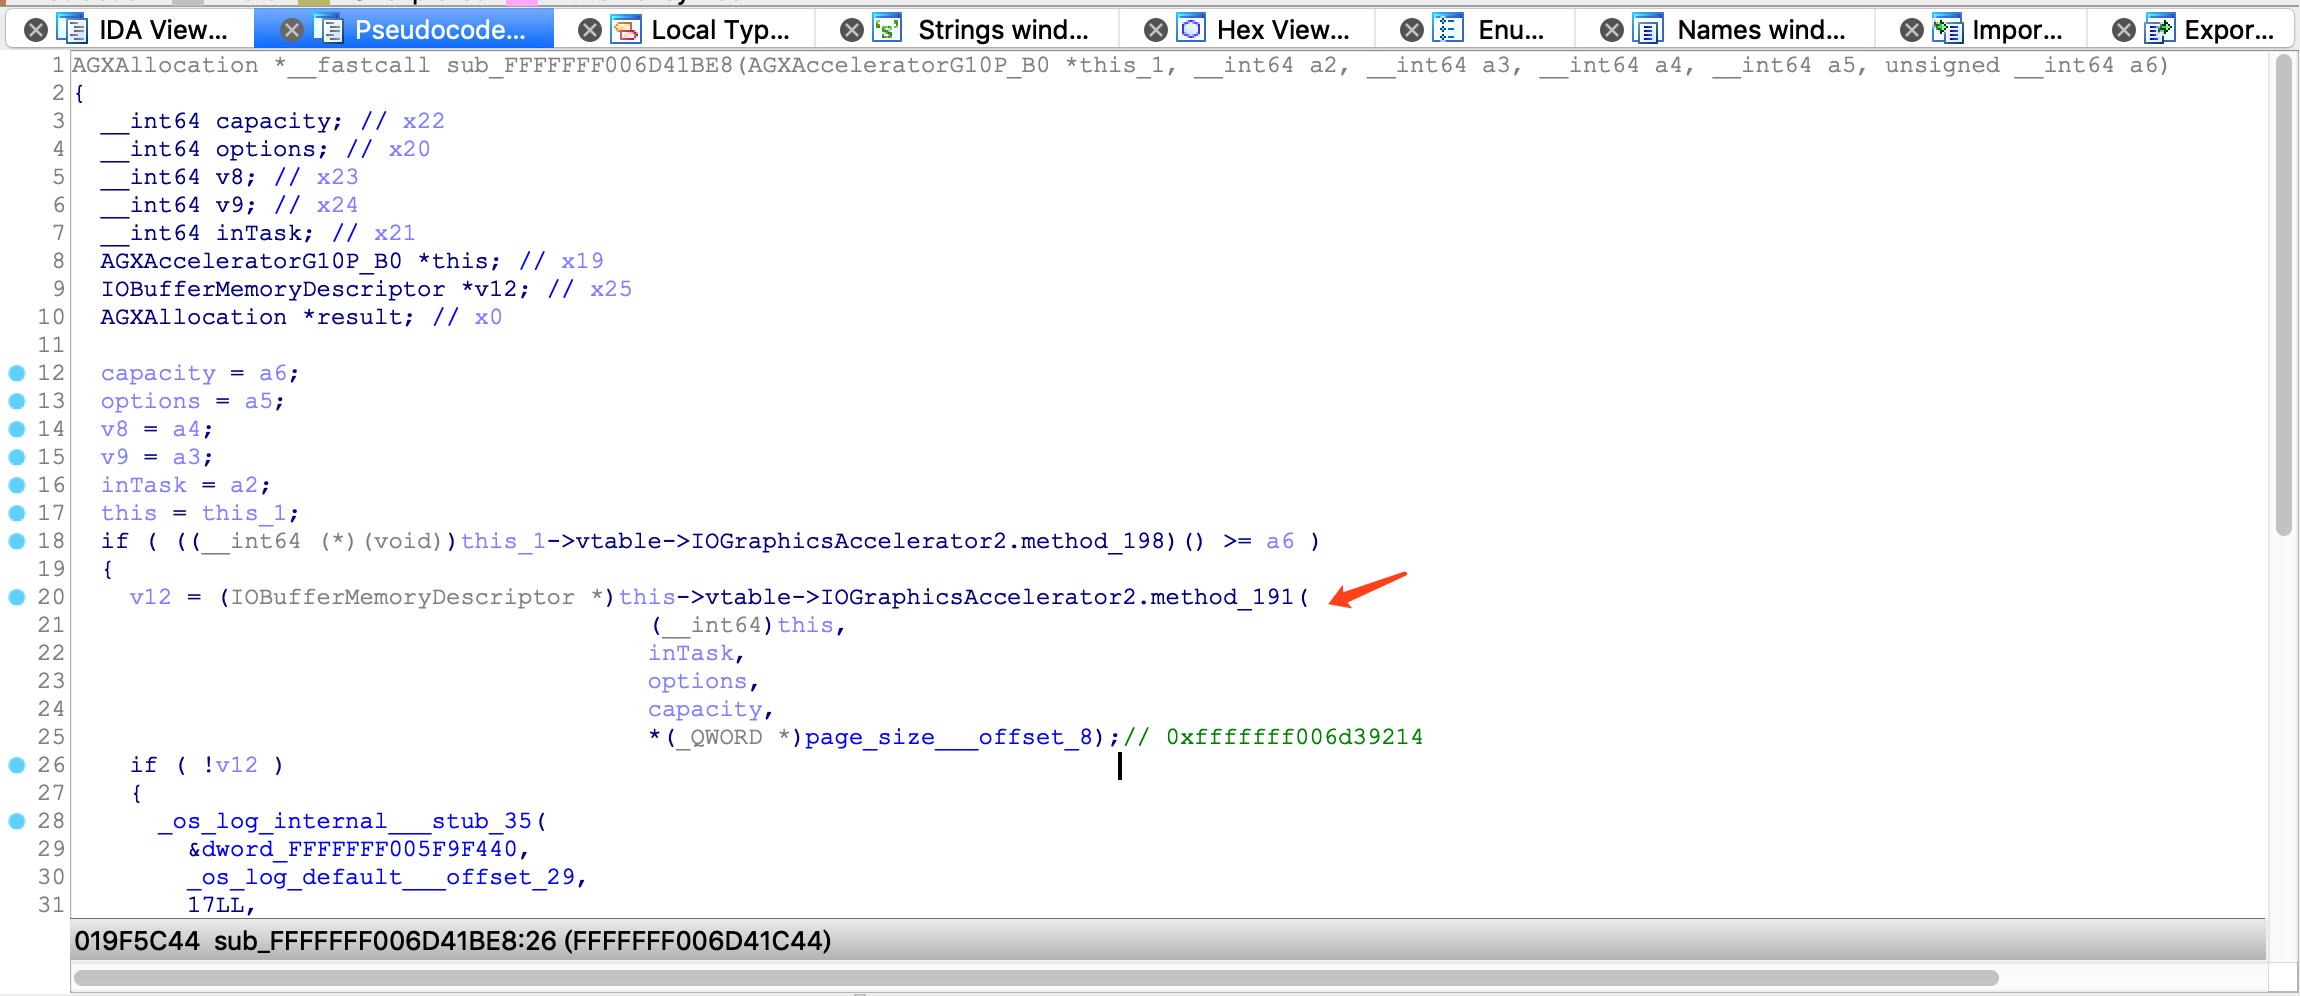 IDA View... Pseudocode... Local Typ... Strings wind... Hex View... Enu... Names wind... Impor... Expor...
1 AGXAllocation *__fastcall sub_FFFFFFF006D41BE8(AGXAcceleratorG10P_B0 *this_1, __int64 a2, __int64 a3, __int64 a4, __int64 a5, unsigned __int64 a6)
2 {
3 __int64 capacity; // x22
4 __int64 options; // x20
5 __int64 v8; // x23
6 __int64 v9; // x24
7 __int64 inTask; // x21
8 AGXAcceleratorG10P_B0 *this; // x19
9 IOBufferMemoryDescriptor *v12; // x25
10 AGXAllocation *result; // x0
11
12 capacity = a6;
13 options = a5;
14 v8 = a4;
15 v9 = a3;
16 inTask = a2;
17 this = this_1;
18 if ( ((__int64 (*)(void))this_1->vtable->IOGraphicsAccelerator2.method_198)() >= a6 )
19 {
20 v12 = (IOBufferMemoryDescriptor *)this->vtable->IOGraphicsAccelerator2.method_191(
21 (__int64)this,
22 inTask,
23 options,
24 capacity,
25 *(_QWORD *)page_size___offset_8);// 0xfffffff006d39214
26 if ( !v12 )
27 {
28 _os_log_internal___stub_35(
29 &dword_FFFFFFF005F9F440,
30 _os_log_default___offset_29,
31 17LL,
019F5C44 sub_FFFFFFF006D41BE8:26 (FFFFFFF006D41C44)